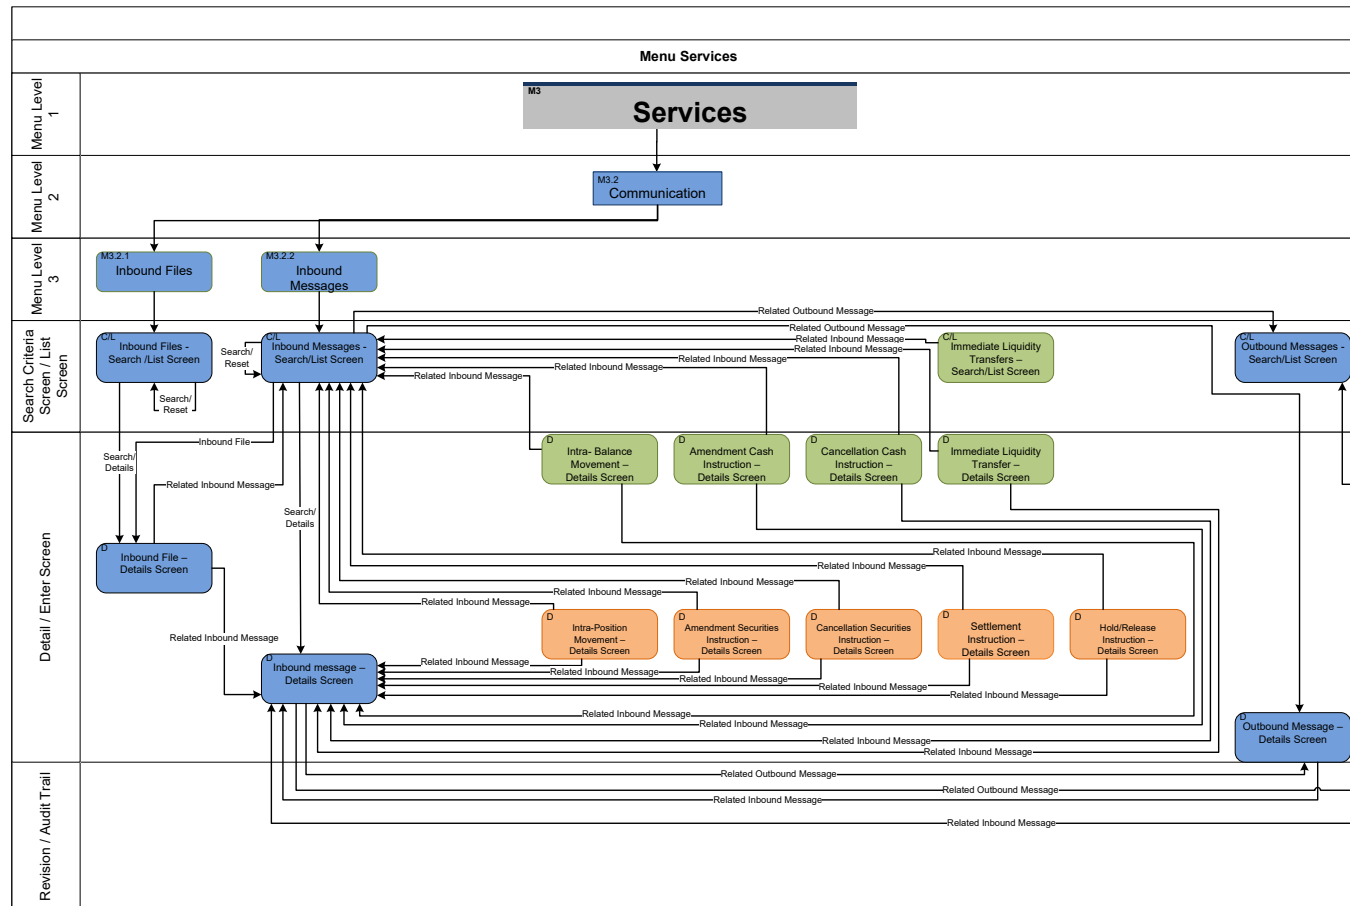 Menu Services
Menu Level
1
M3
Services
Menu Level
2
M3.2
Communication
Menu Level
3
M3.2.1
Inbound Files
M3.2.2
Inbound
Messages
Search Criteria
Screen / List
Screen
Related Outbound Message
Related Outbound Message
Related Inbound Message
Related Inbound Message
Related Inbound Message
Related Inbound Message
Related Inbound Message
C/L
Inbound Files -
Search /List Screen
Search/
Reset
C/L
Inbound Messages -
Search/List Screen
Search/
Reset
C/L
Immediate Liquidity
Transfers –
Search/List Screen
C/L
Outbound Messages -
Search/List Screen
Detail / Enter Screen
Inbound File
Search/
Details
Related Inbound Message
Search/
Details
D
Intra- Balance
Movement –
Details Screen
D
Amendment Cash
Instruction –
Details Screen
D
Cancellation Cash
Instruction –
Details Screen
D
Immediate Liquidity
Transfer –
Details Screen
D
Inbound File –
Details Screen
Related Inbound Message
Related Inbound Message
Related Inbound Message
Related Inbound Message
Related Inbound Message
D
Intra-Position
Movement –
Details Screen
D
Amendment Securities
Instruction –
Details Screen
D
Cancellation Securities
Instruction –
Details Screen
D
Settlement
Instruction –
Details Screen
D
Hold/Release
Instruction –
Details Screen
Related Inbound Message
D
Inbound message –
Details Screen
Related Inbound Message
Related Inbound Message
Related Inbound Message
Related Inbound Message
Related Inbound Message
Related Inbound Message
Related Inbound Message
Related Inbound Message
Related Inbound Message
D
Outbound Message –
Details Screen
Revision / Audit Trail
Related Outbound Message
Related Outbound Message
Related Inbound Message
Related Inbound Message